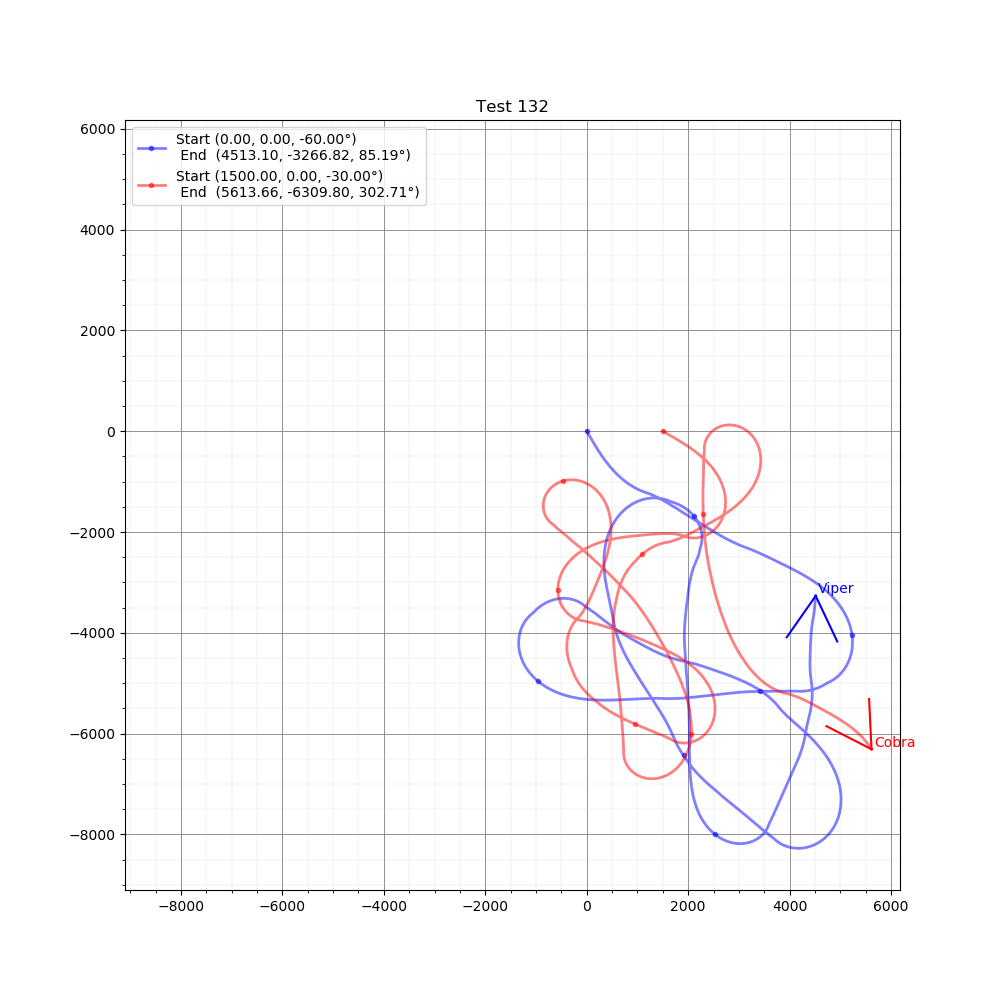 Test 132
Start (0.00, 0.00, -60.00°)
End (4513.10, -3266.82, 85.19°)
Start (1500.00, 0.00, -30.00°)
End (5613.66, -6309.80, 302.71°)
6000
4000
2000
0
−2000
−4000
−6000
−8000
Viper
Cobra
−8000 −6000 −4000 −2000 0 2000 4000 6000